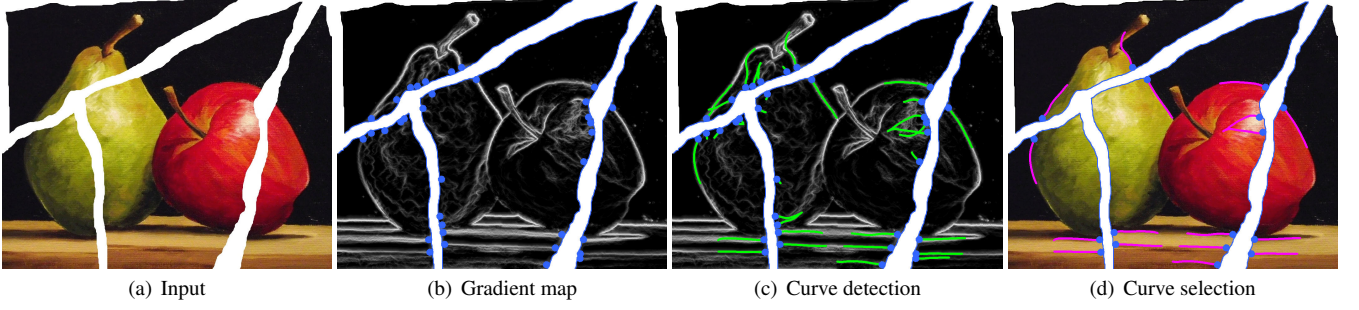 (a) Input
(b) Gradient map
(c) Curve detection
(d) Curve selection